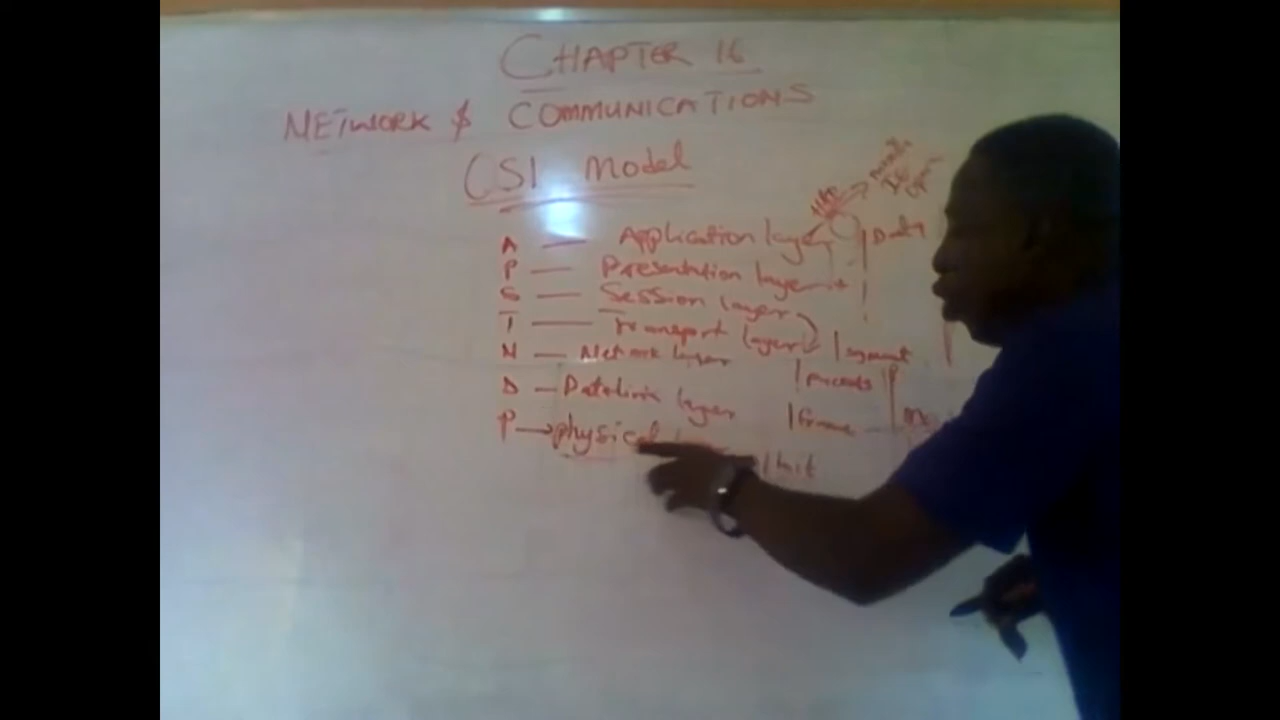 CHAPTER 16
NETWORK & COMMUNICATIONS
OSI Model
A — Application layer | Data
P — Presentation layer
S — Session layer
T — Transport layer | segment
N — Network layer | packets
D — Datalink layer | frame
P → physical | bit